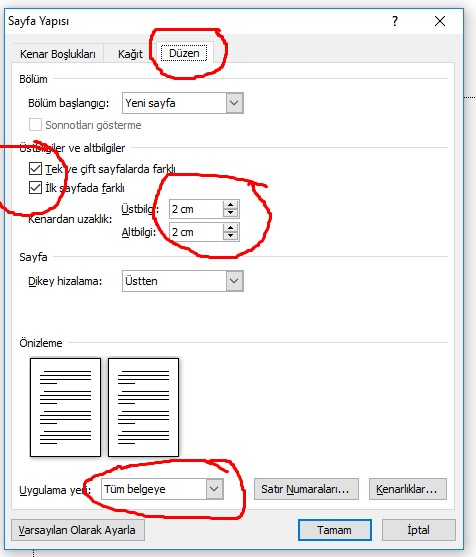 Sayfa Yapısı
Kenar Boşlukları Kağıt Düzen
Bölüm
Bölüm başlangıç: Yeni sayfa
Sonnotları gösterme
Üstbilgiler ve altbilgiler
Tek ve çift sayfalarda farklı
İlk sayfada farklı
Kenardan uzaklık: Üstbilgi: 2 cm
Altbilgi: 2 cm
Sayfa
Dikey hizalama: Üstten
Önizleme
Uygulama yeri: Tüm belgeye Satır Numaraları... Kenarlıklar...
Varsayılan Olarak Ayarla Tamam İptal